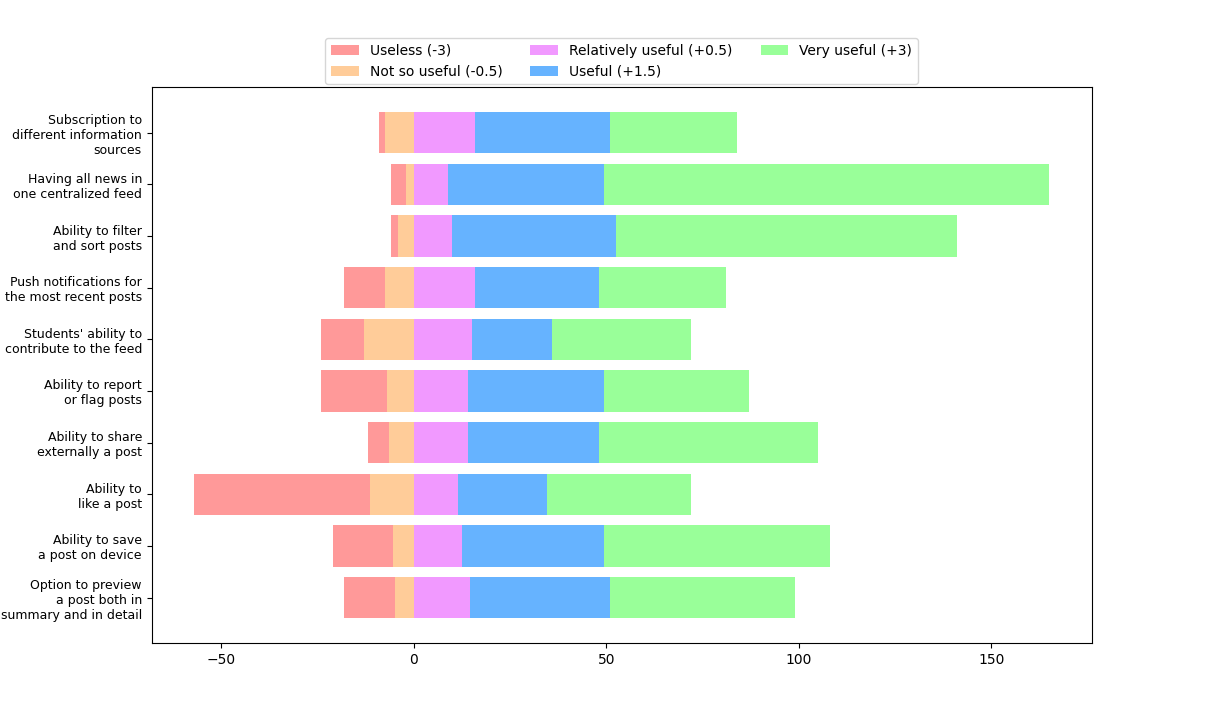 Useless (-3)
Not so useful (-0.5)
Relatively useful (+0.5)
Useful (+1.5)
Very useful (+3)
Subscription to
different information
sources
Having all news in
one centralized feed
Ability to filter
and sort posts
Push notifications for
the most recent posts
Students' ability to
contribute to the feed
Ability to report
or flag posts
Ability to share
externally a post
Ability to
like a post
Ability to save
a post on device
Option to preview
a post both in
summary and in detail
−50 0 50 100 150